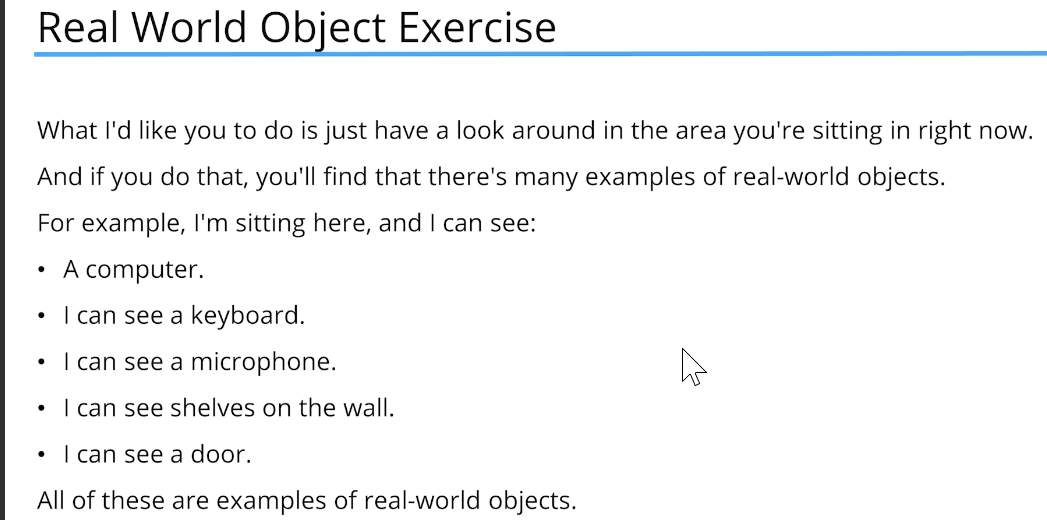 Real World Object Exercise
What I'd like you to do is just have a look around in the area you're sitting in right now.
And if you do that, you'll find that there's many examples of real-world objects.
For example, I'm sitting here, and I can see:
• A computer.
• I can see a keyboard.
• I can see a microphone.
• I can see shelves on the wall.
• I can see a door.
All of these are examples of real-world objects.